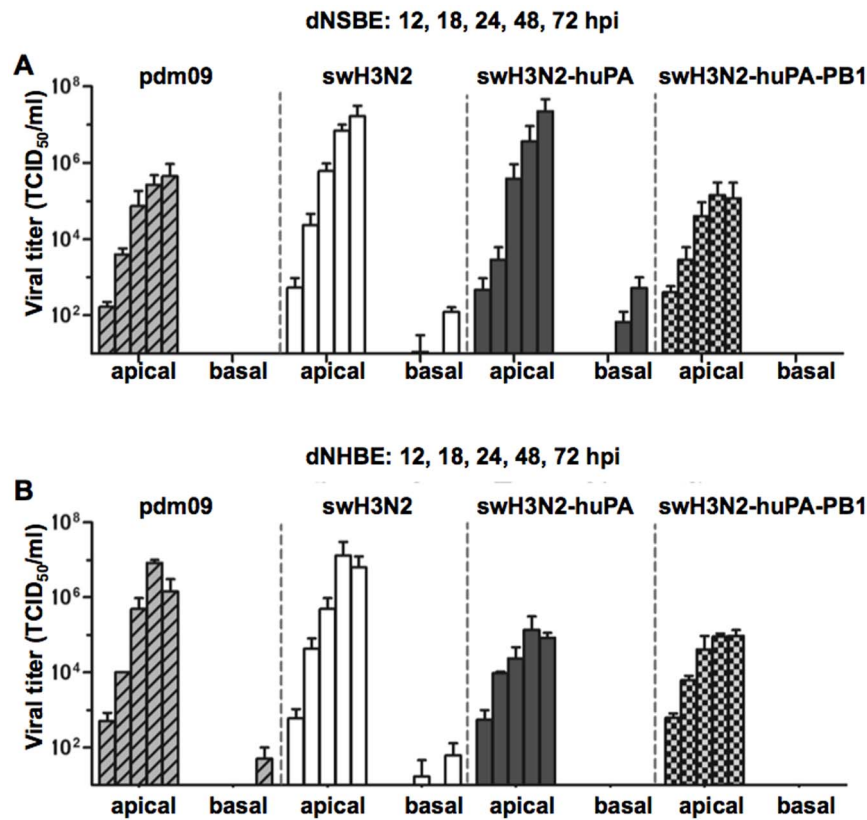 dNSBE: 12, 18, 24, 48, 72 hpi
A
pdm09 swH3N2 swH3N2-huPA swH3N2-huPA-PB1
Viral titer (TCID50/ml)
10^8
10^6
10^4
10^2
apical basal apical basal apical basal apical basal
dNHBE: 12, 18, 24, 48, 72 hpi
B
pdm09 swH3N2 swH3N2-huPA swH3N2-huPA-PB1
Viral titer (TCID50/ml)
10^8
10^6
10^4
10^2
apical basal apical basal apical basal apical basal